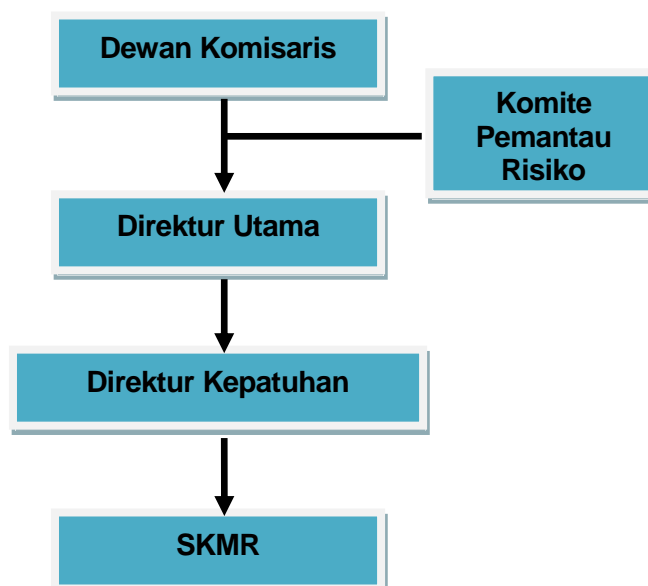 Dewan Komisaris
Komite
Pemantau
Risiko
Direktur Utama
Direktur Kepatuhan
SKMR